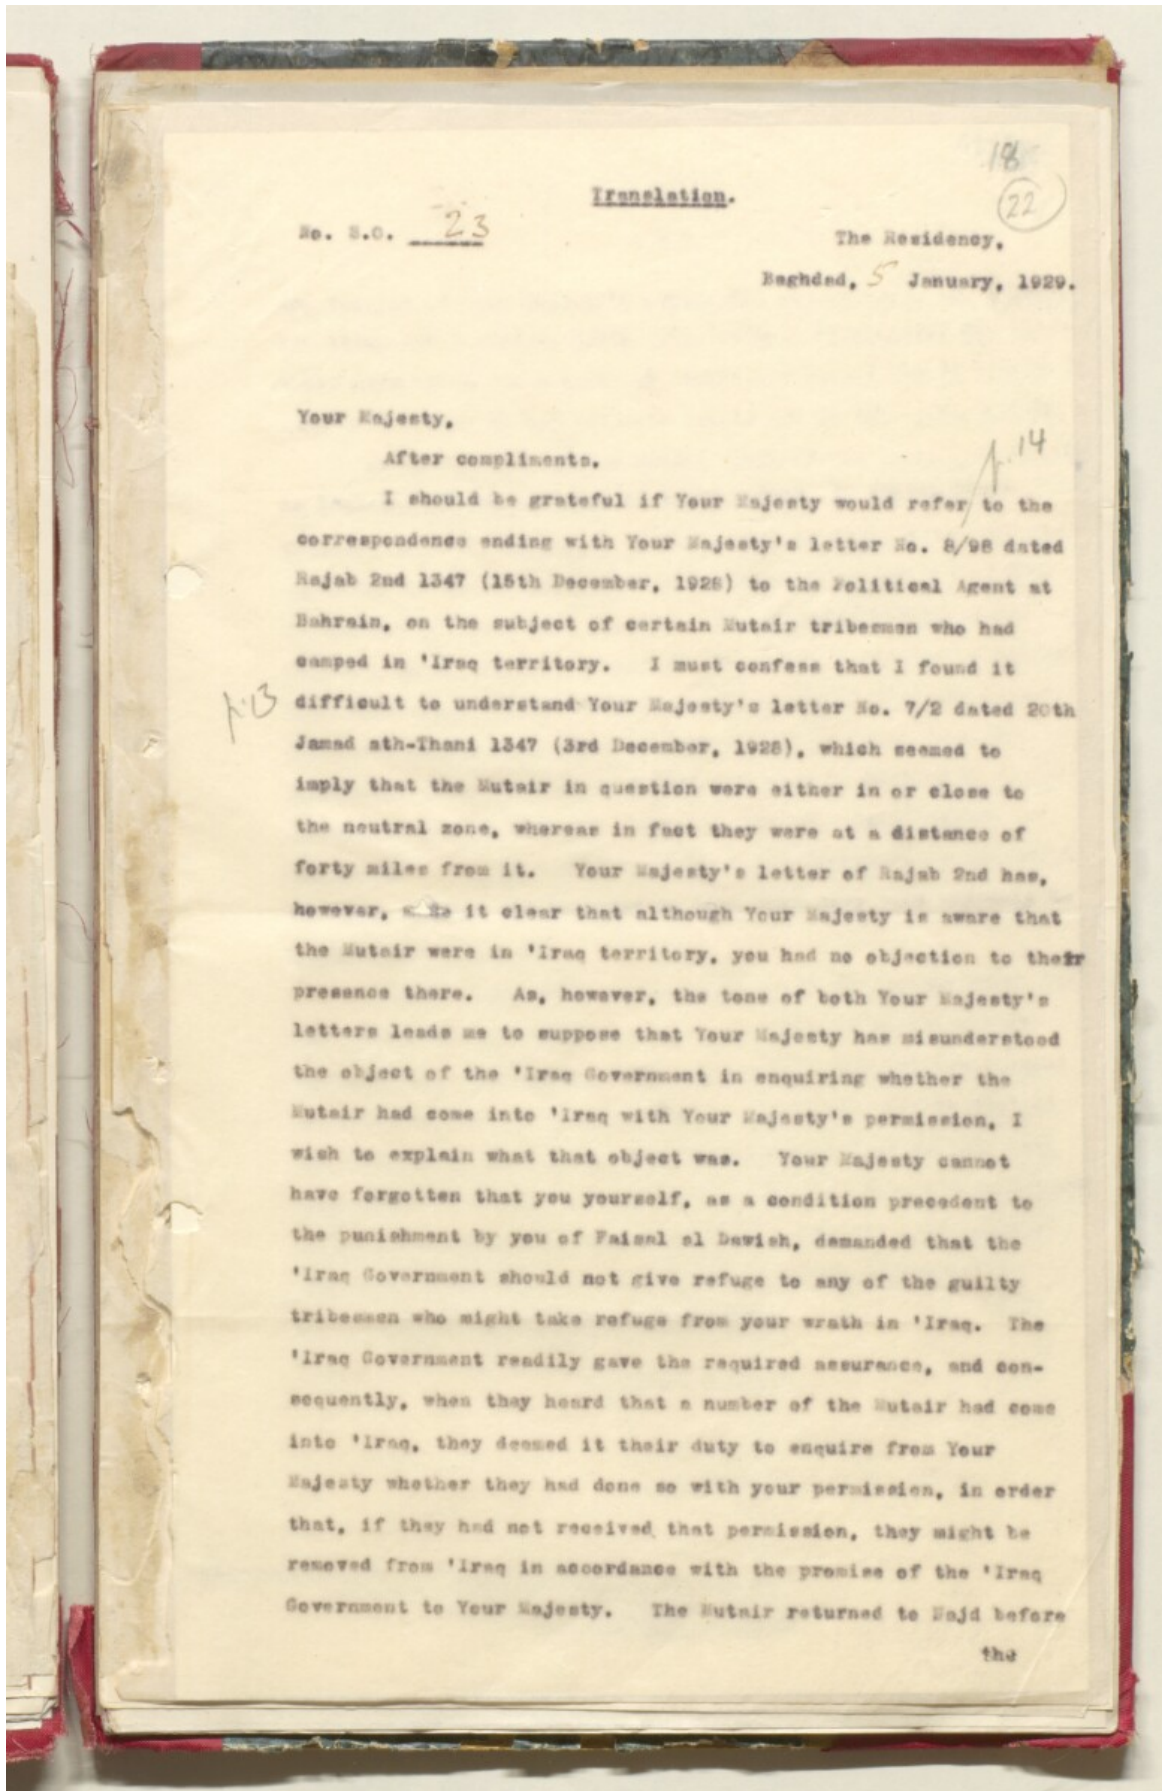 18
22
Translation.
No. S.O. 23
The Residency,
Baghdad, 5 January, 1929.
Your Majesty,
After compliments.
p.14
I should be grateful if Your Majesty would refer to the
correspondence ending with Your Majesty's letter No. 8/98 dated
Rajab 2nd 1347 (15th December, 1928) to the Political Agent at
Bahrain, on the subject of certain Mutair tribesmen who had
camped in 'Iraq territory. I must confess that I found it
p.13
difficult to understand Your Majesty's letter No. 7/2 dated 20th
Jamad ath-Thani 1347 (3rd December, 1928), which seemed to
imply that the Mutair in question were either in or close to
the neutral zone, whereas in fact they were at a distance of
forty miles from it. Your Majesty's letter of Rajab 2nd has,
however, made it clear that although Your Majesty is aware that
the Mutair were in 'Iraq territory, you had no objection to their
presence there. As, however, the tone of both Your Majesty's
letters leads me to suppose that Your Majesty has misunderstood
the object of the 'Iraq Government in enquiring whether the
Mutair had come into 'Iraq with Your Majesty's permission, I
wish to explain what that object was. Your Majesty cannot
have forgotten that you yourself, as a condition precedent to
the punishment by you of Faisal al Dawish, demanded that the
'Iraq Government should not give refuge to any of the guilty
tribesmen who might take refuge from your wrath in 'Iraq. The
'Iraq Government readily gave the required assurance, and con-
sequently, when they heard that a number of the Mutair had come
into 'Iraq, they deemed it their duty to enquire from Your
Majesty whether they had done so with your permission, in order
that, if they had not received that permission, they might be
removed from 'Iraq in accordance with the promise of the 'Iraq
Government to Your Majesty. The Mutair returned to Najd before
the